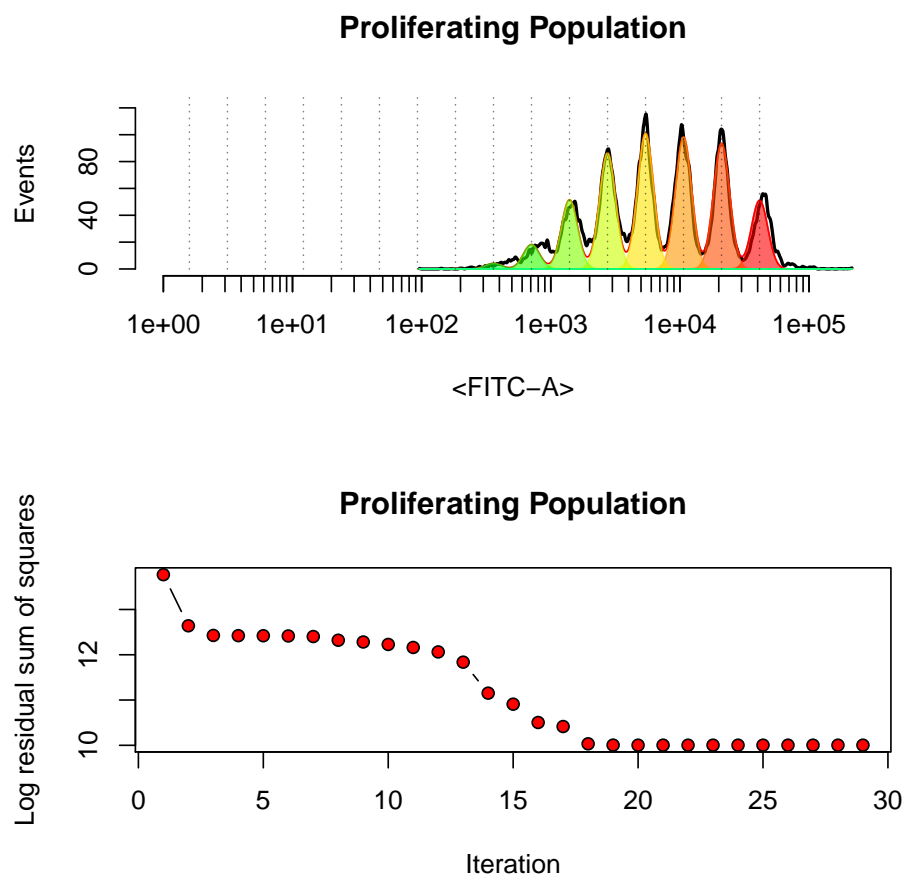 Proliferating Population
Events
0 40 80
1e+00 1e+01 1e+02 1e+03 1e+04 1e+05
<FITC−A>
Proliferating Population
Log residual sum of squares
10 12
0 5 10 15 20 25 30
Iteration